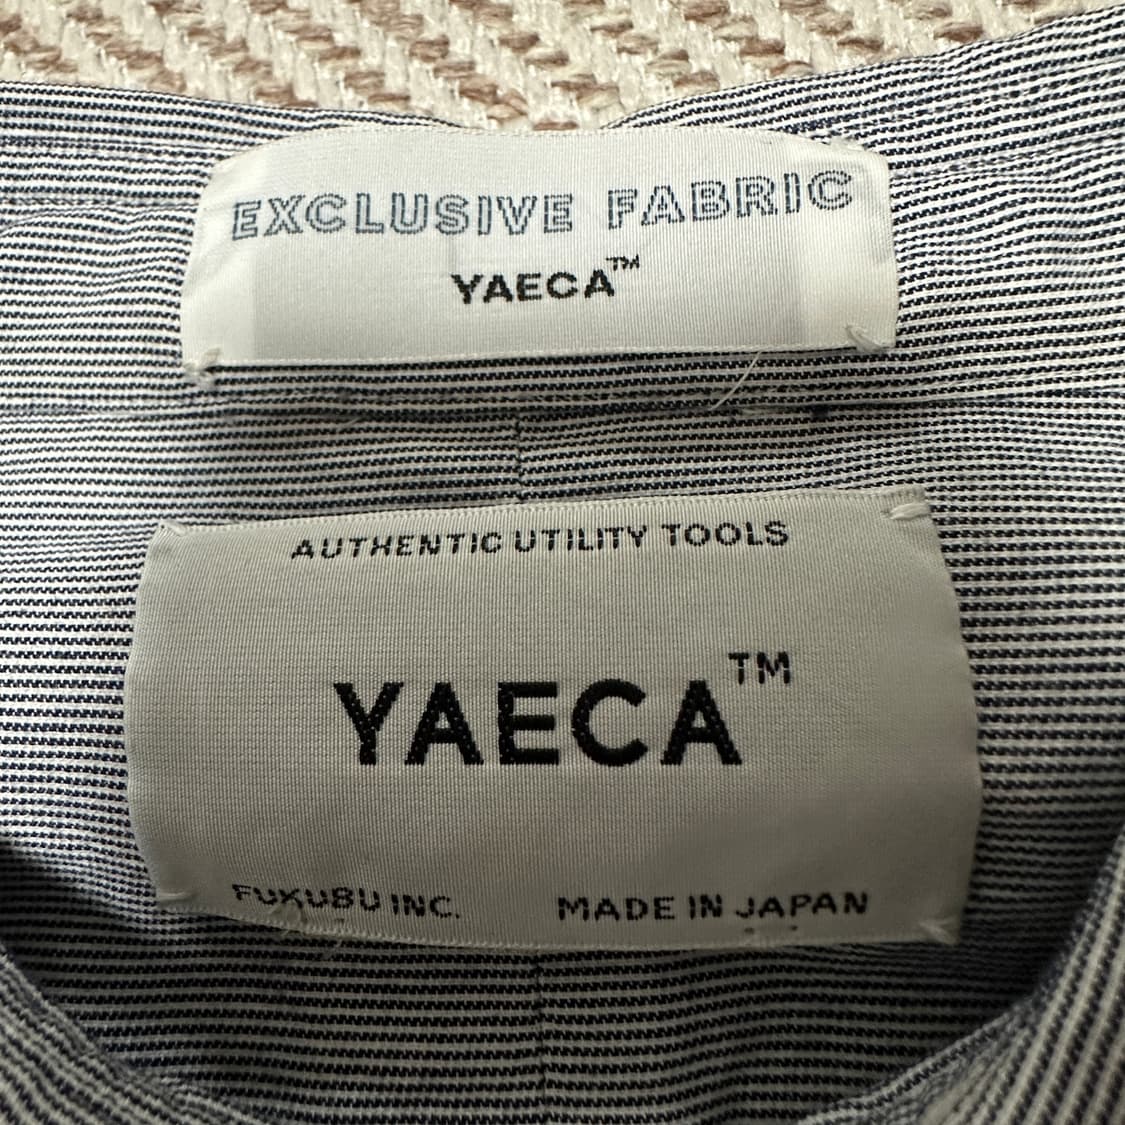 EXCLUSIVE FABRIC
YAECA™
AUTHENTIC UTILITY TOOLS
YAECA™
FUKUBU INC. MADE IN JAPAN